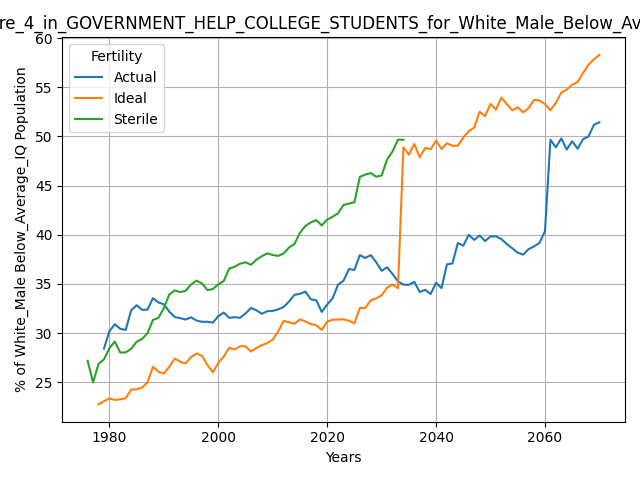 re_4_in_GOVERNMENT_HELP_COLLEGE_STUDENTS_for_White_Male_Below_Ave
% of White_Male Below_Average_IQ Population
60
55
50
45
40
35
30
25
Fertility
Actual
Ideal
Sterile
1980 2000 2020 2040 2060
Years